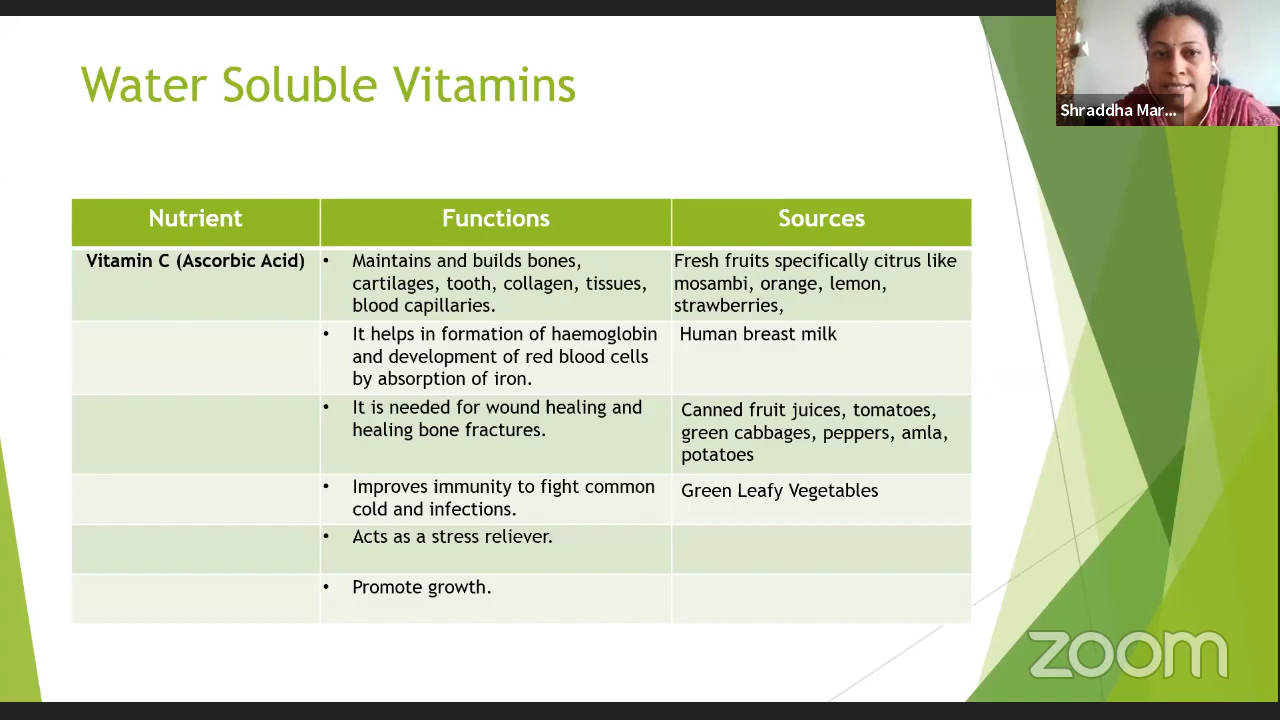 Water Soluble Vitamins
Shraddha Mar...
Nutrient
Functions
Sources
Vitamin C (Ascorbic Acid)
• Maintains and builds bones,
cartilages, tooth, collagen, tissues,
blood capillaries.
Fresh fruits specifically citrus like
mosambi, orange, lemon,
strawberries,
• It helps in formation of haemoglobin
and development of red blood cells
by absorption of iron.
Human breast milk
• It is needed for wound healing and
healing bone fractures.
Canned fruit juices, tomatoes,
green cabbages, peppers, amla,
potatoes
• Improves immunity to fight common
cold and infections.
Green Leafy Vegetables
• Acts as a stress reliever.
• Promote growth.
zoom